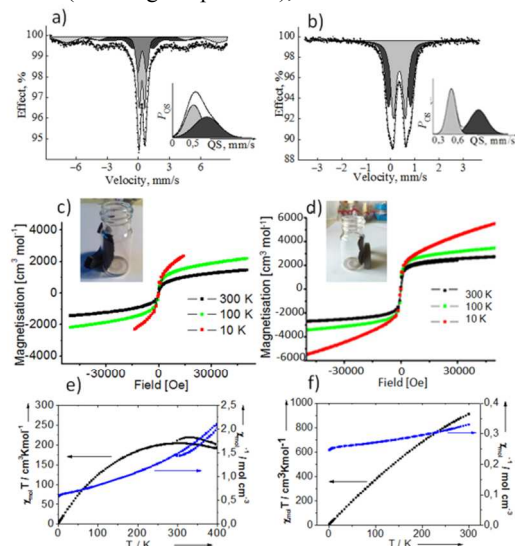 a)
b)
100
99
98
97
96
95
Effect, %
-6
-3
0
3
6
Velocity, mm/s
P QS
0,5
QS, mm/s
100
98
96
94
92
90
88
Effect, %
-3
-2
-1
0
1
2
3
Velocity, mm/s
P QS
0,3
0,6
QS, mm/s
c)
d)
4000
2000
0
-2000
-4000
Magnetisation [cm³ mol⁻¹]
300 K
100 K
10 K
-30000
0
30000
Field [Oe]
6000
4000
2000
0
-2000
-4000
-6000
Magnetisation [cm³ mol⁻¹]
300 K
100 K
10 K
-30000
0
30000
Field [Oe]
e)
f)
300
250
200
150
100
50
0
χmol T / cm³Kmol⁻¹
2,5
2,0
1,5
1,0
0,5
0,0
χmol⁻¹ / mol cm⁻³
0
100
200
300
400
T / K
1000
800
600
400
200
0
χmol T / cm³Kmol⁻¹
0,4
0,3
0,2
0,1
0,0
χmol⁻¹ / mol cm⁻³
0
100
200
300
400
T / K